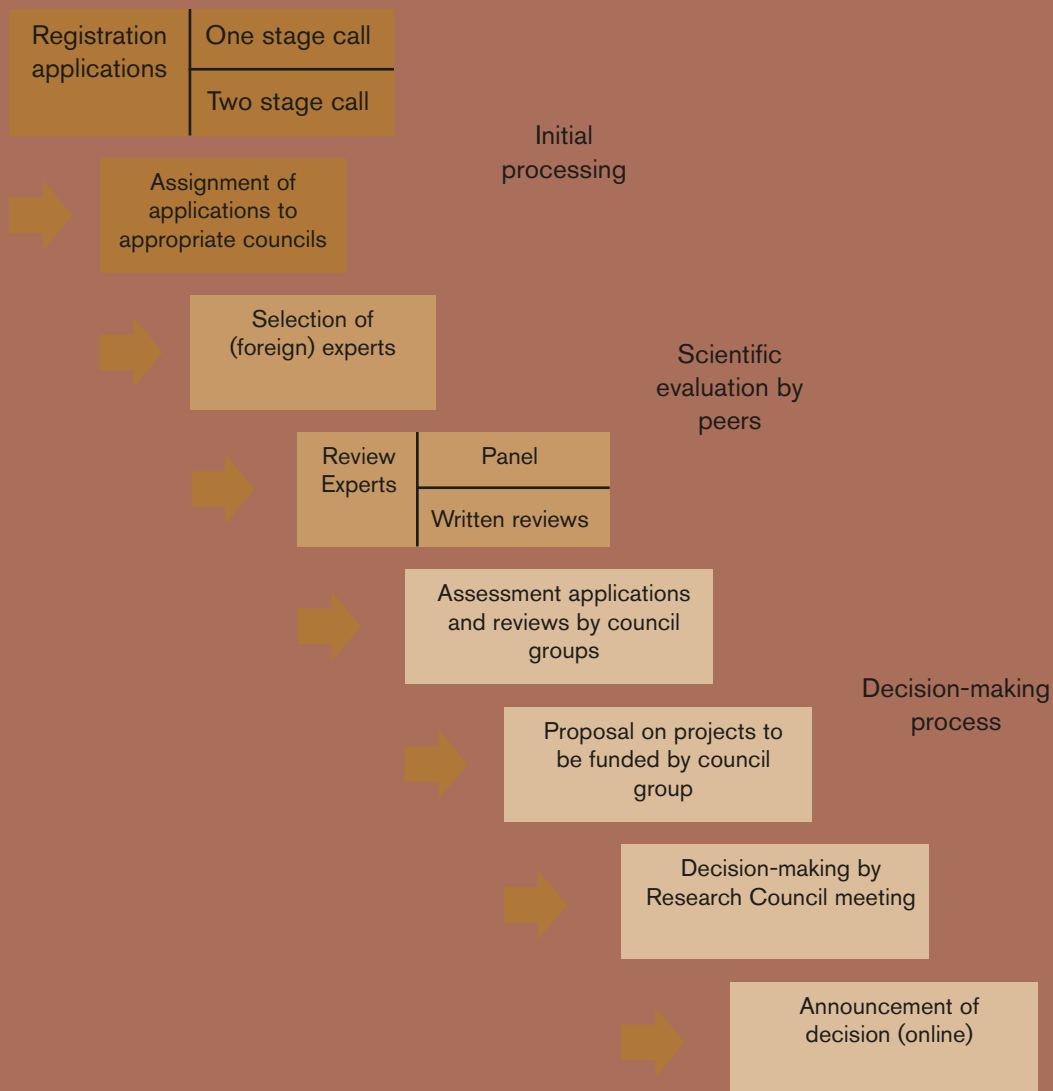 Registration
applications
One stage call
Two stage call
Initial
processing
Assignment of
applications to
appropriate councils
Selection of
(foreign) experts
Scientific
evaluation by
peers
Review
Experts
Panel
Written reviews
Assessment applications
and reviews by council
groups
Decision-making
process
Proposal on projects to
be funded by council
group
Decision-making by
Research Council meeting
Announcement of
decision (online)